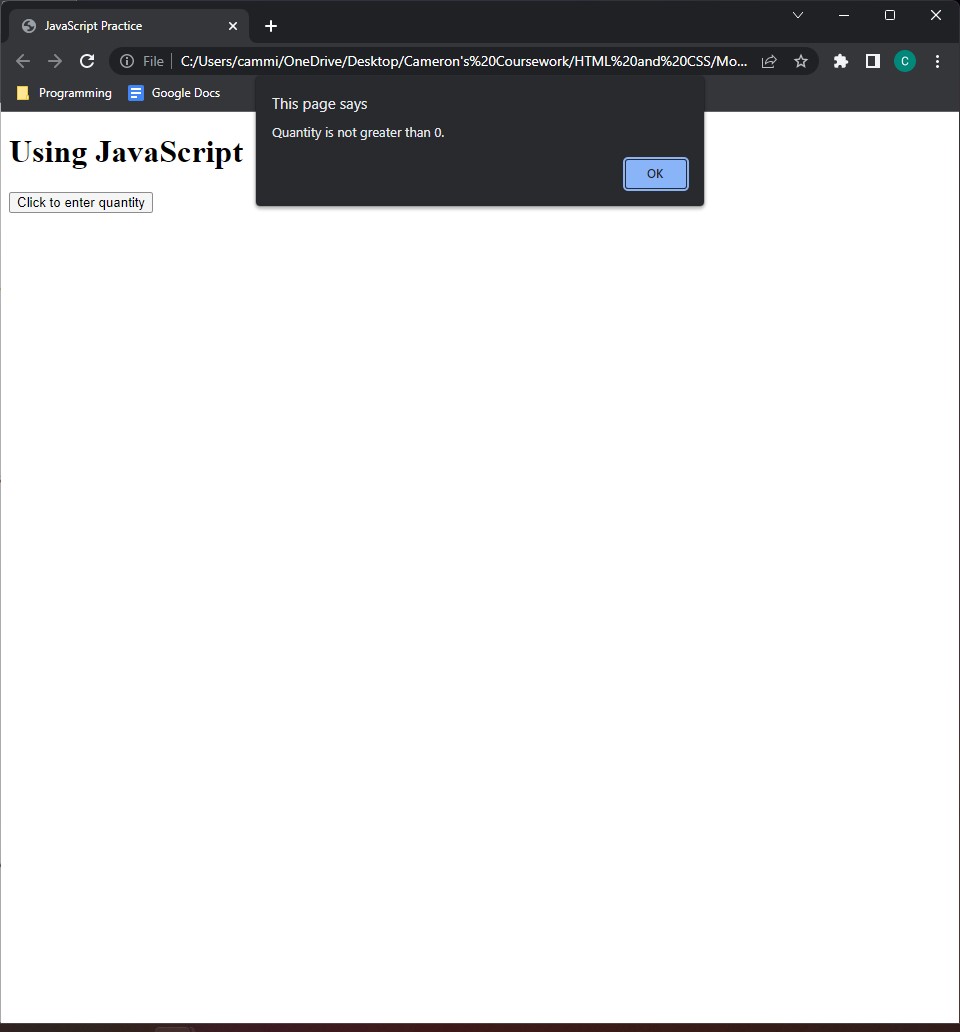 JavaScript Practice
File C:/Users/cammi/OneDrive/Desktop/Cameron's%20Coursework/HTML%20and%20CSS/Mo... C
Programming Google Docs
This page says
Quantity is not greater than 0.
OK
Using JavaScript
Click to enter quantity